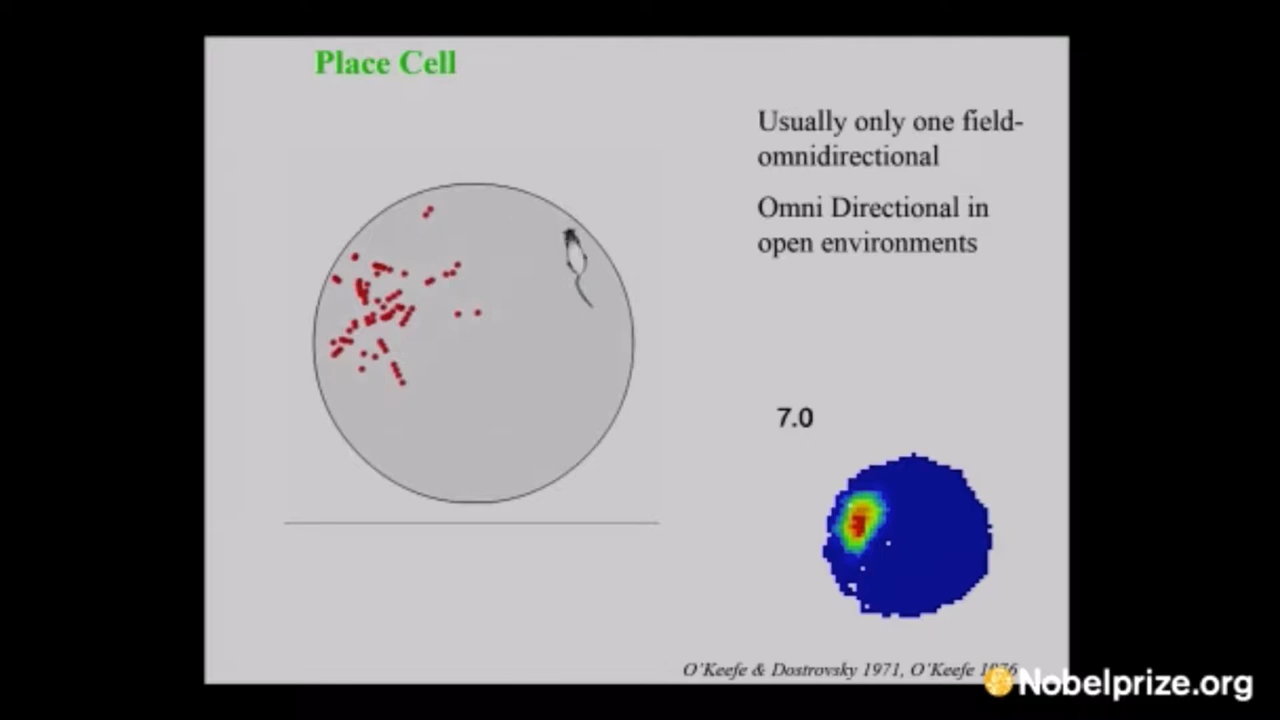 Place Cell
Usually only one field-
omnidirectional
Omni Directional in
open environments
7.0
O'Keefe & Dostrovsky 1971, O'Keefe 1976
Nobelprize.org